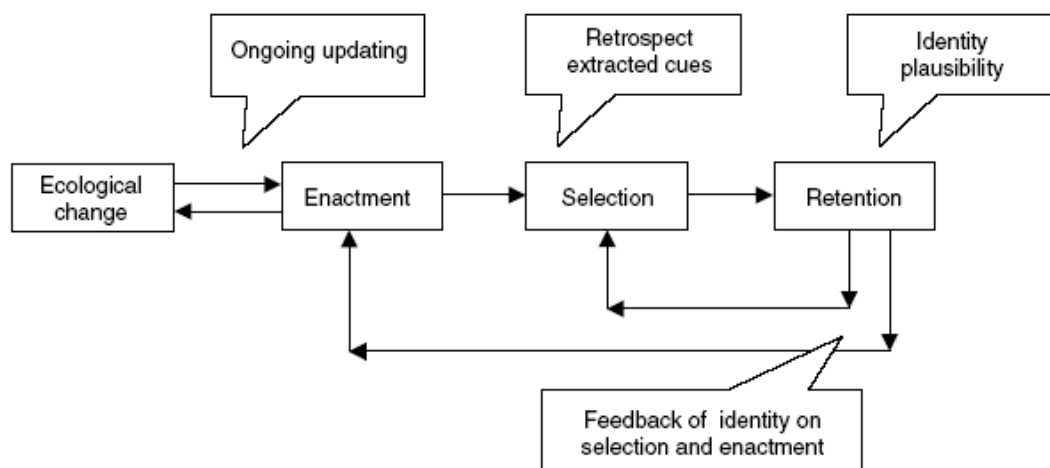 Ongoing updating
Retrospect
extracted cues
Identity
plausibility
Ecological
change
Enactment
Selection
Retention
Feedback of identity on
selection and enactment